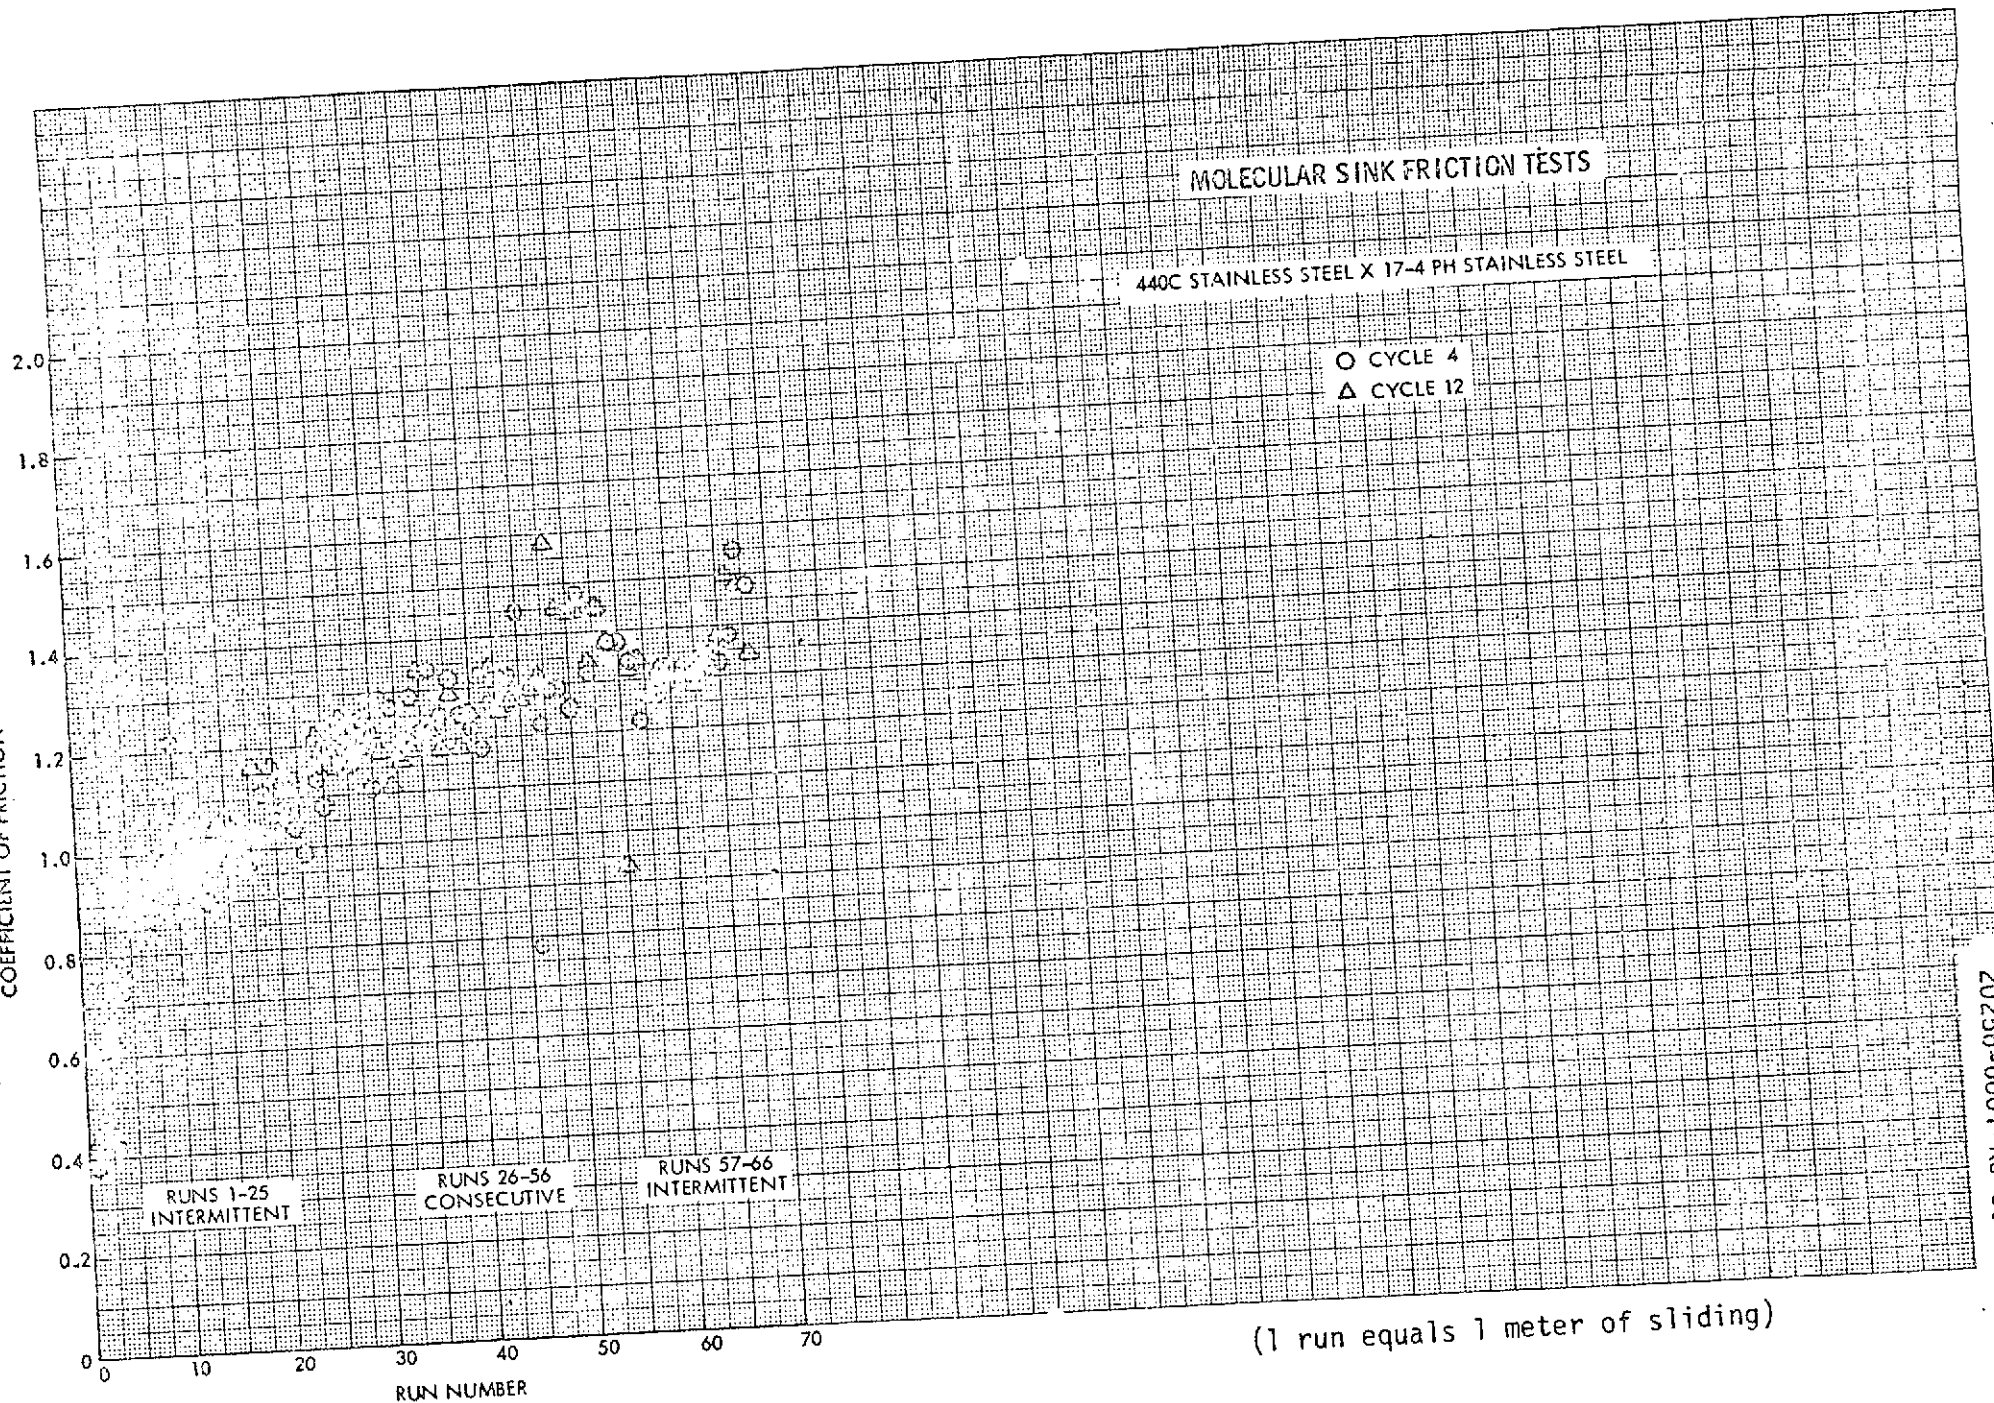 MOLECULAR SINK FRICTION TESTS
440C STAINLESS STEEL X 17-4 PH STAINLESS STEEL
O CYCLE 4
△ CYCLE 12
2.0
1.8
1.6
1.4
1.2
1.0
0.8
0.6
0.4
0.2
0
COEFFICIENT OF FRICTION
RUNS 1-25
INTERMITTENT
RUNS 26-56
CONSECUTIVE
RUNS 57-66
INTERMITTENT
0 10 20 30 40 50 60 70
RUN NUMBER
(1 run equals 1 meter of sliding)